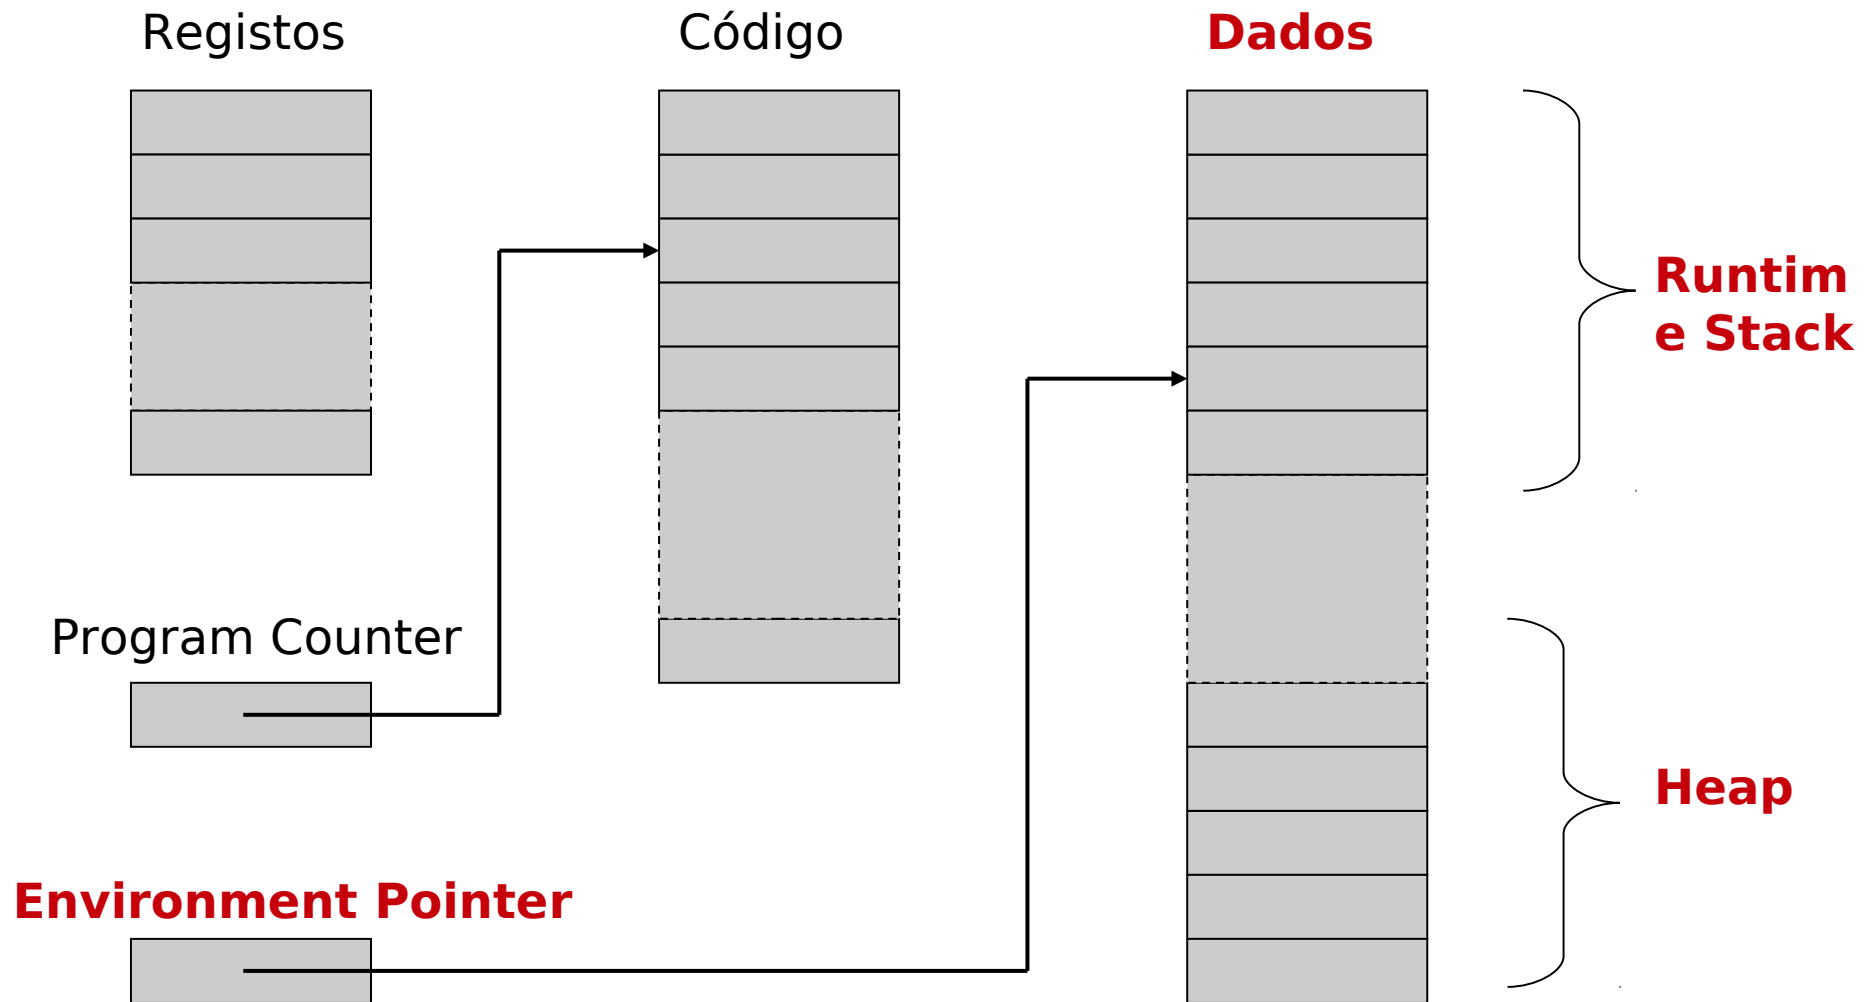 Registos
Código
Dados
Runtim
e Stack
Program Counter
Heap
Environment Pointer